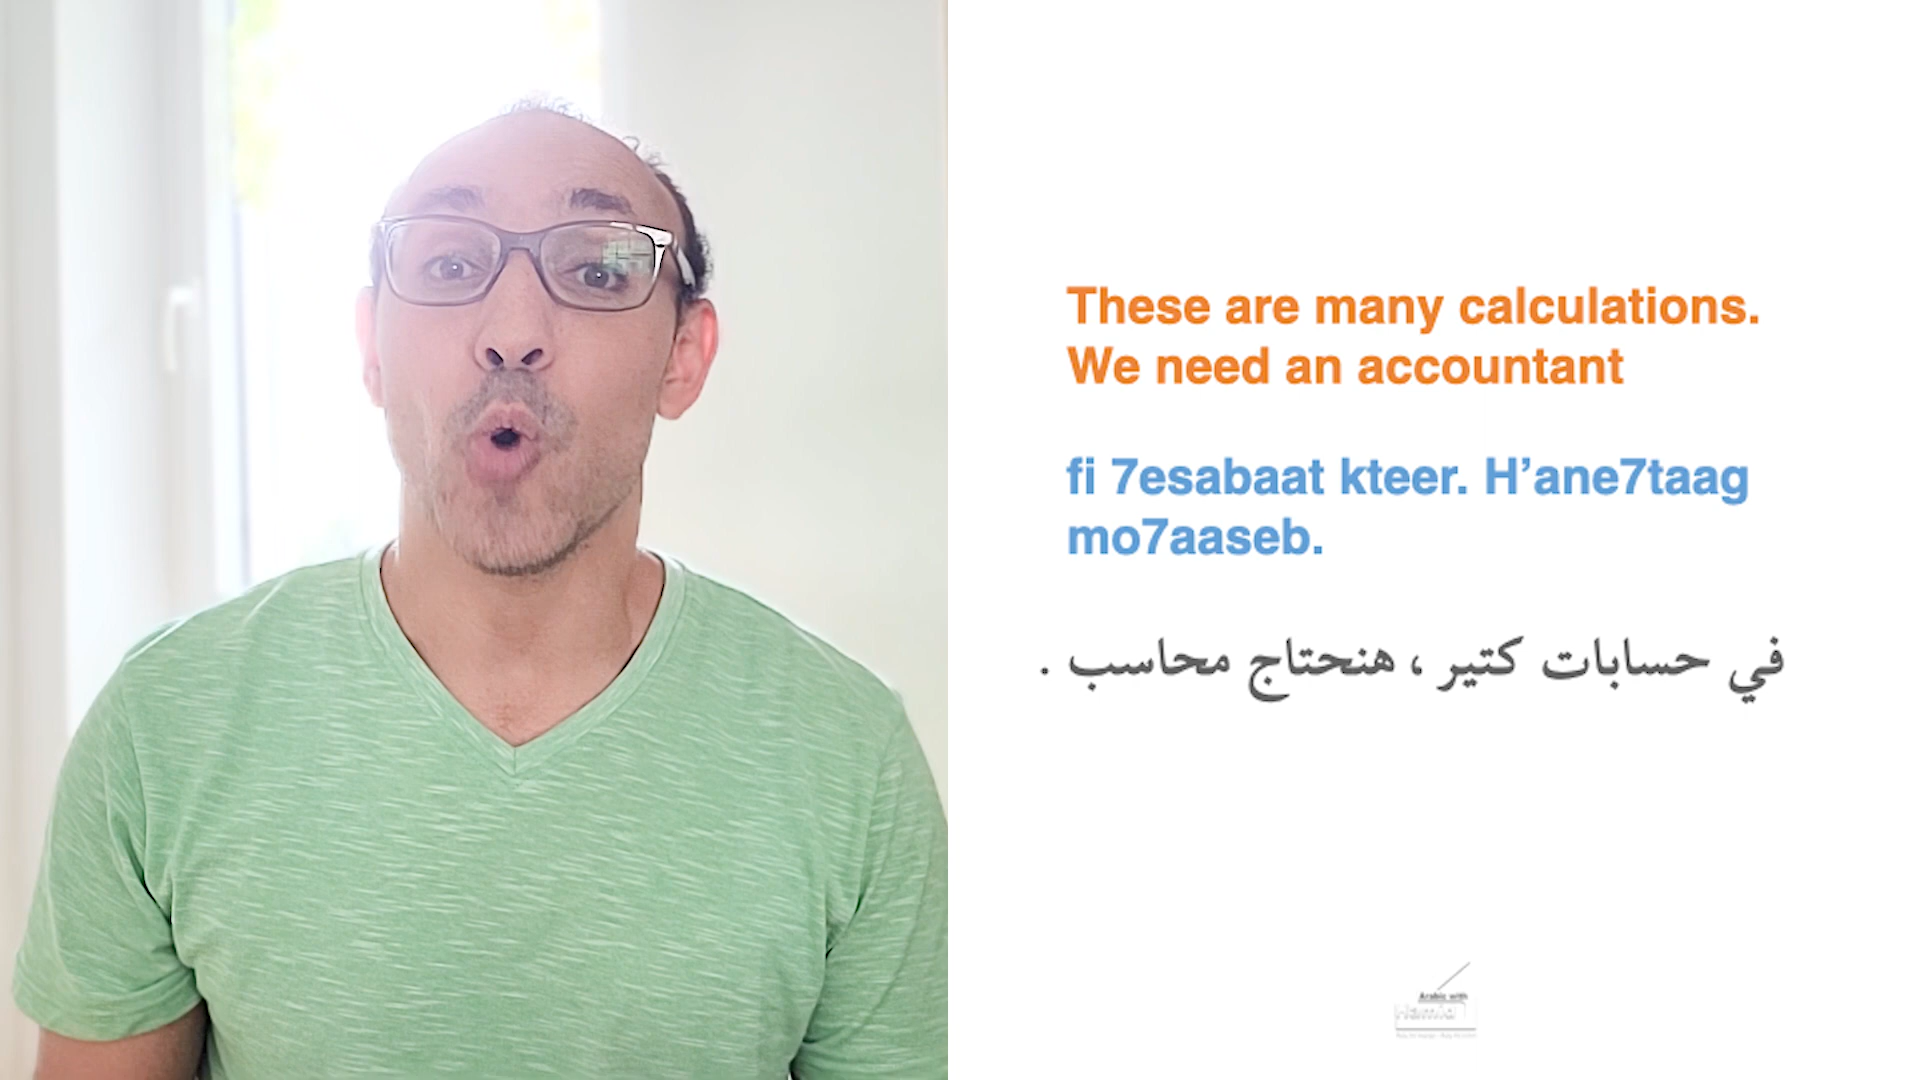 These are many calculations.
We need an accountant
fi 7esabaat kteer. H’ane7taag
mo7aaseb.
في حسابات كتير ، هنحتاج محاسب .
Arabic with
Hamid